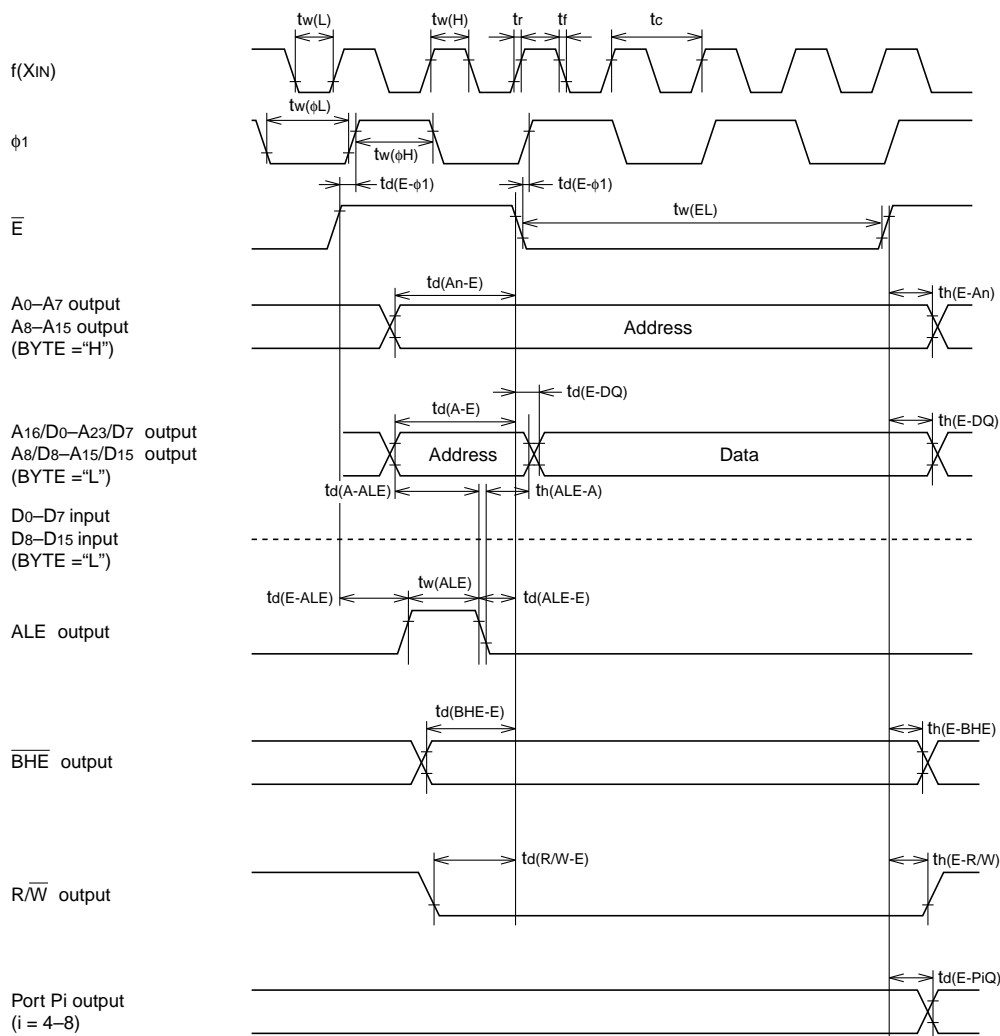 tw(L) tw(H) tr tf tc
f(XIN)
tw(ϕL)
ϕ1
tw(ϕH)
td(E-ϕ1) td(E-ϕ1)
tw(EL)
E
td(An-E) th(E-An)
A0–A7 output
A8–A15 output
(BYTE =“H”)
Address
td(E-DQ)
td(A-E) th(E-DQ)
A16/D0–A23/D7 output
A8/D8–A15/D15 output
(BYTE =“L”)
Address Data
td(A-ALE) th(ALE-A)
D0–D7 input
D8–D15 input
(BYTE =“L”)
tw(ALE)
td(E-ALE) td(ALE-E)
ALE output
td(BHE-E) th(E-BHE)
BHE output
td(R/W-E) th(E-R/W)
R/W output
td(E-PiQ)
Port Pi output
(i = 4–8)